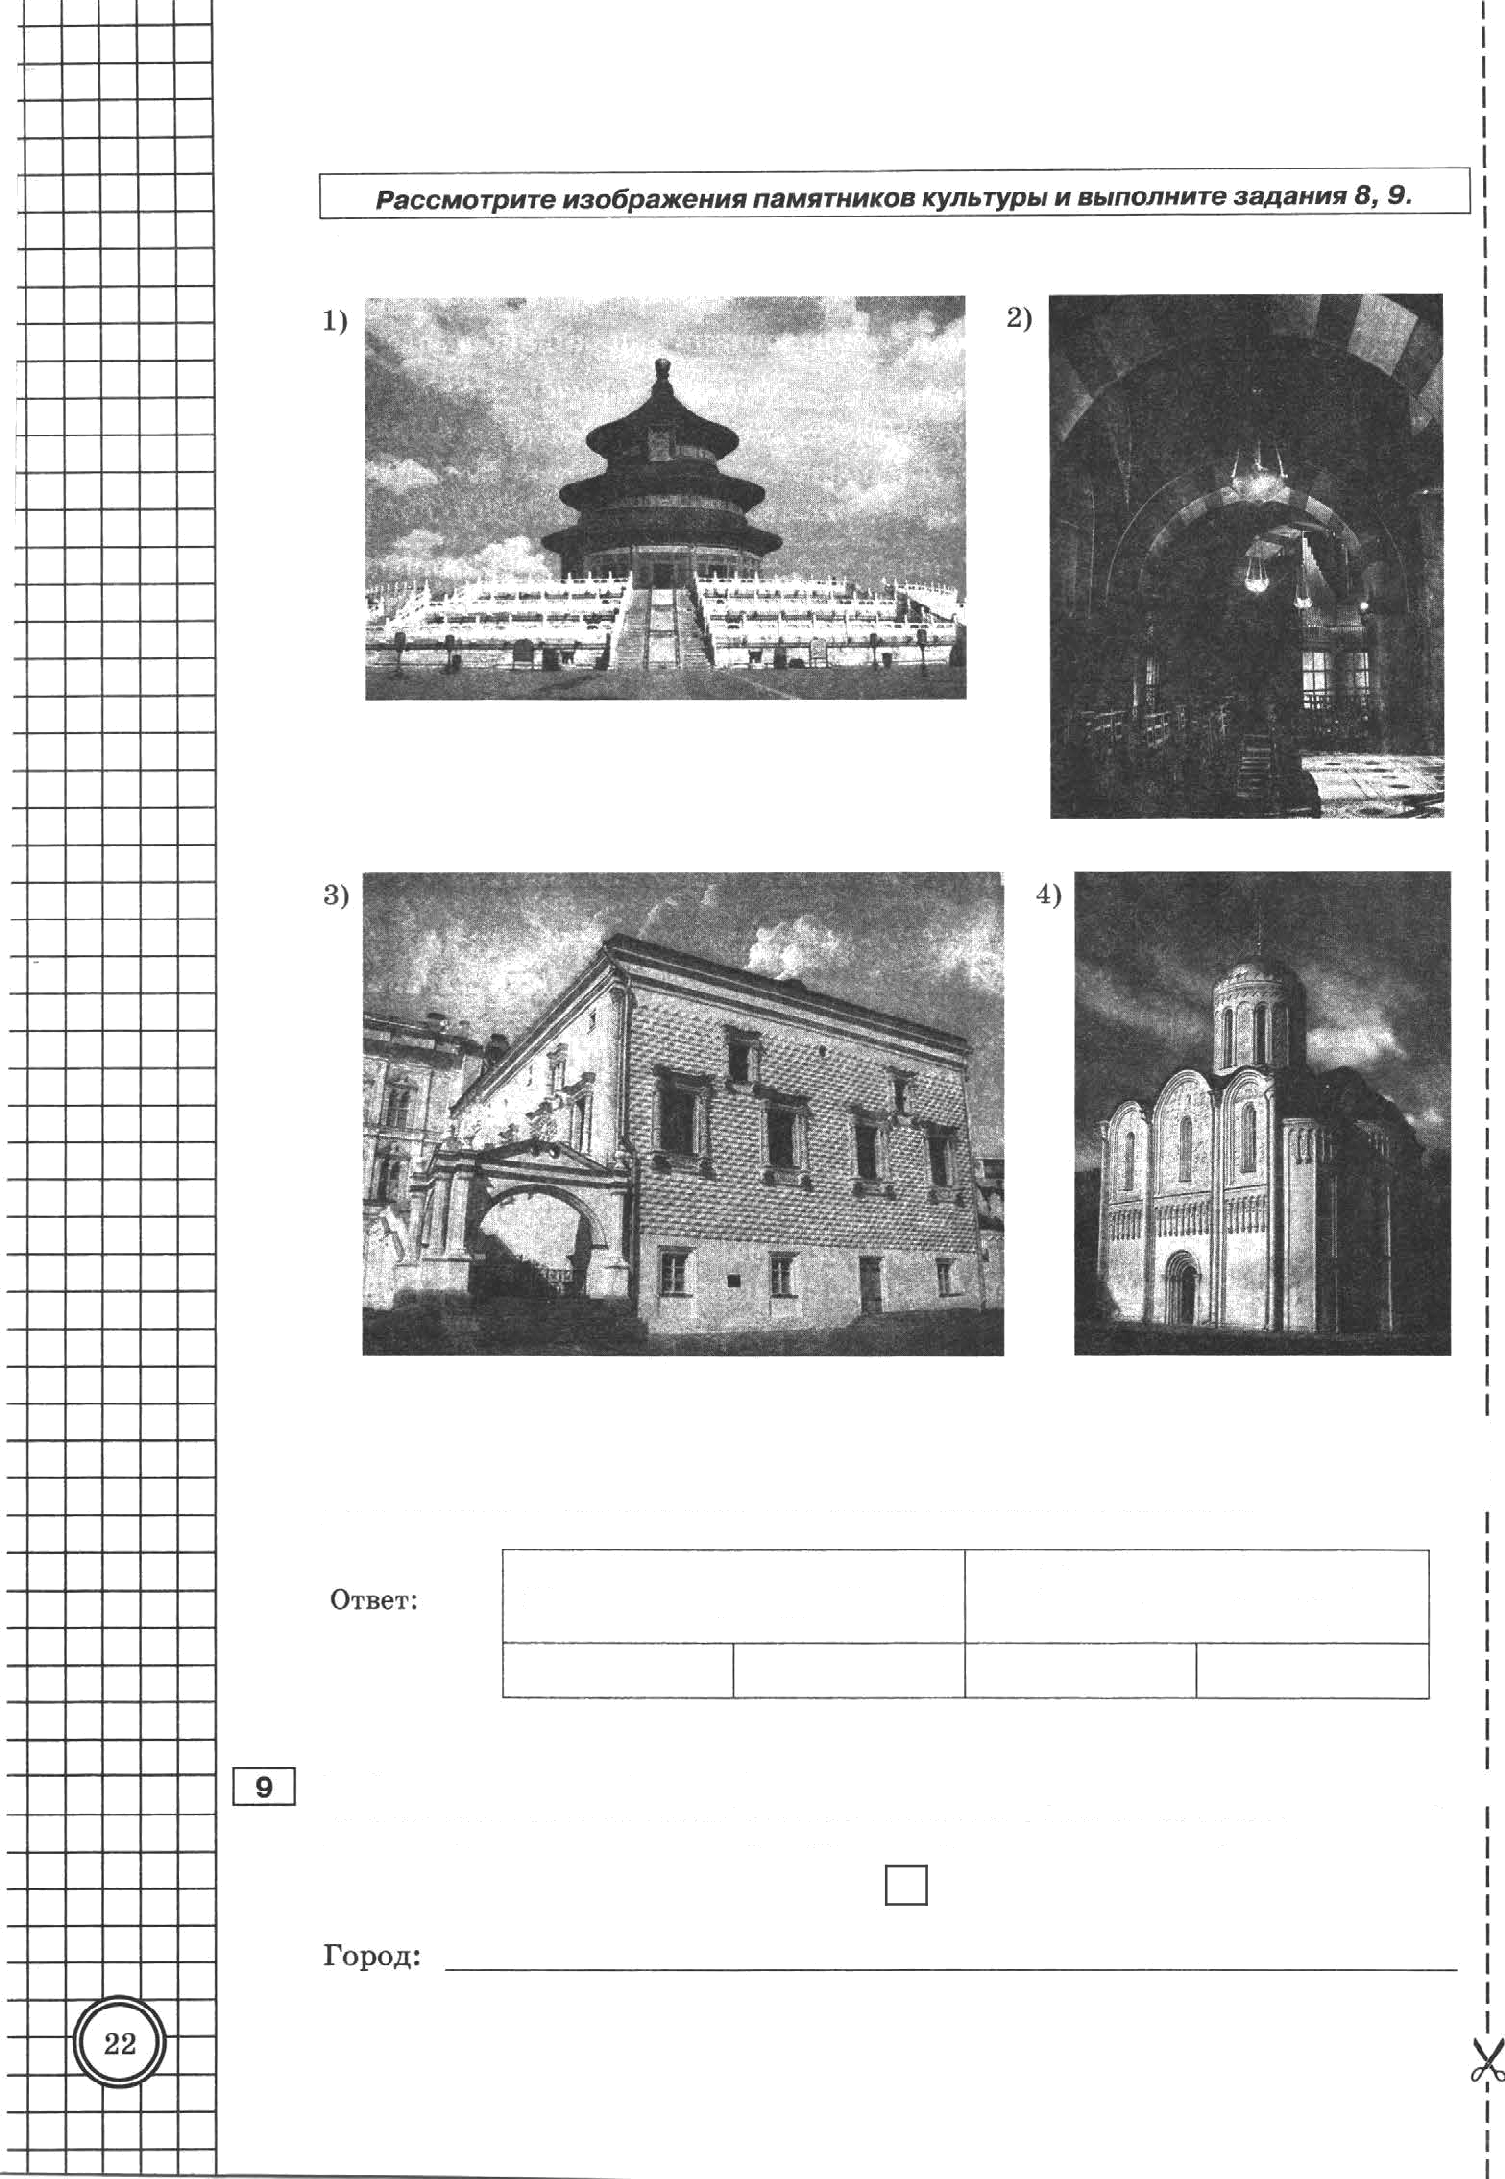 Рассмотрите изображения памятников культуры и выполните задания 8, 9.
1)
2)
3)
4)
Ответ:
9
Город:
22